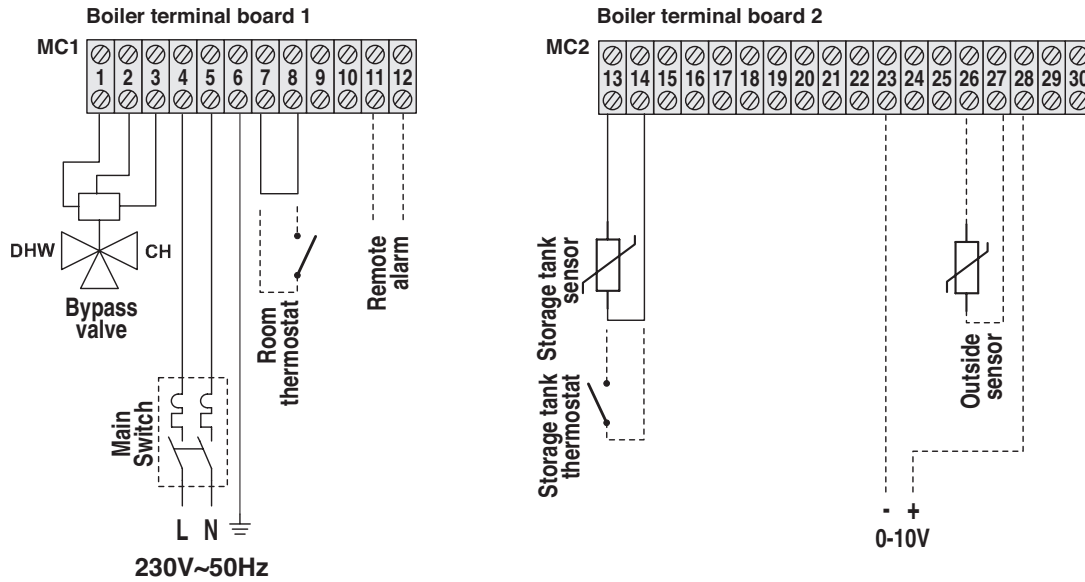 Boiler terminal board 1
MC1
1 2 3 4 5 6 7 8 9 10 11 12
DHW
CH
Bypass
valve
Main
Switch
L N
230V~50Hz
Room
thermostat
Remote
alarm
Boiler terminal board 2
MC2
13 14 15 16 17 18 19 20 21 22 23 24 25 26 27 28 29 30
Storage tank
sensor
Storage tank
thermostat
Outside
sensor
- +
0-10V